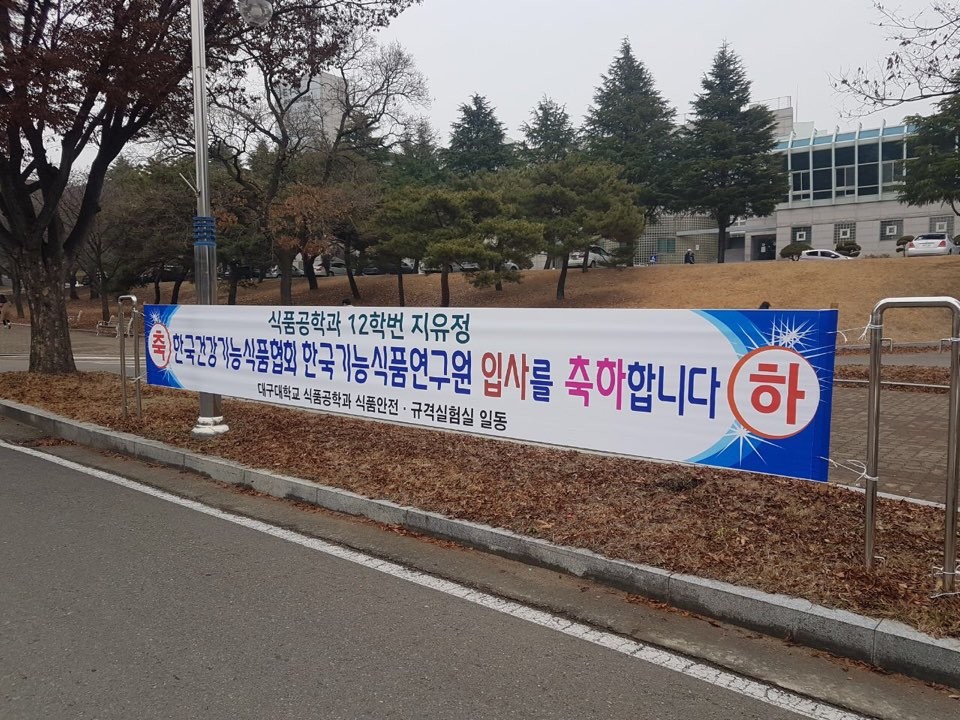 식품공학과 12학번 지유정
축 한국건강기능식품협회 한국기능식품연구원 입사를 축하합니다 하
대구대학교 식품공학과 식품안전·규격실험실 일동